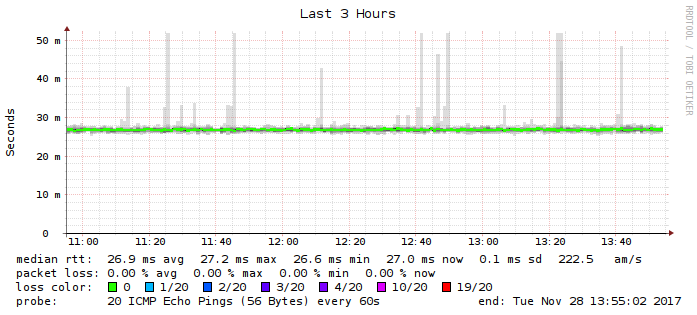 Last 3 Hours
RRDTOOL / TOBI OETIKER
Seconds
50 m
40 m
30 m
20 m
10 m
0
11:00 11:20 11:40 12:00 12:20 12:40 13:00 13:20 13:40
median rtt: 26.9 ms avg 27.2 ms max 26.6 ms min 27.0 ms now 0.1 ms sd 222.5 am/s
packet loss: 0.00 % avg 0.00 % max 0.00 % min 0.00 % now
loss color: 0 1/20 2/20 3/20 4/20 10/20 19/20
probe: 20 ICMP Echo Pings (56 Bytes) every 60s end: Tue Nov 28 13:55:02 2017